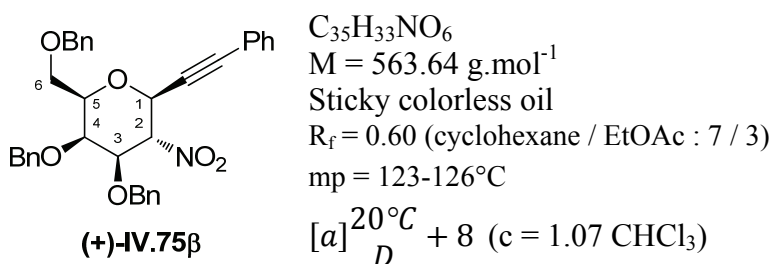 OBn
Ph
6
O
5
1
4
2
3
BnO
NO2
OBn
(+)-IV.75β
C35H33NO6
M = 563.64 g.mol-1
Sticky colorless oil
Rf = 0.60 (cyclohexane / EtOAc : 7 / 3)
mp = 123-126°C
[a]20°C D + 8 (c = 1.07 CHCl3)